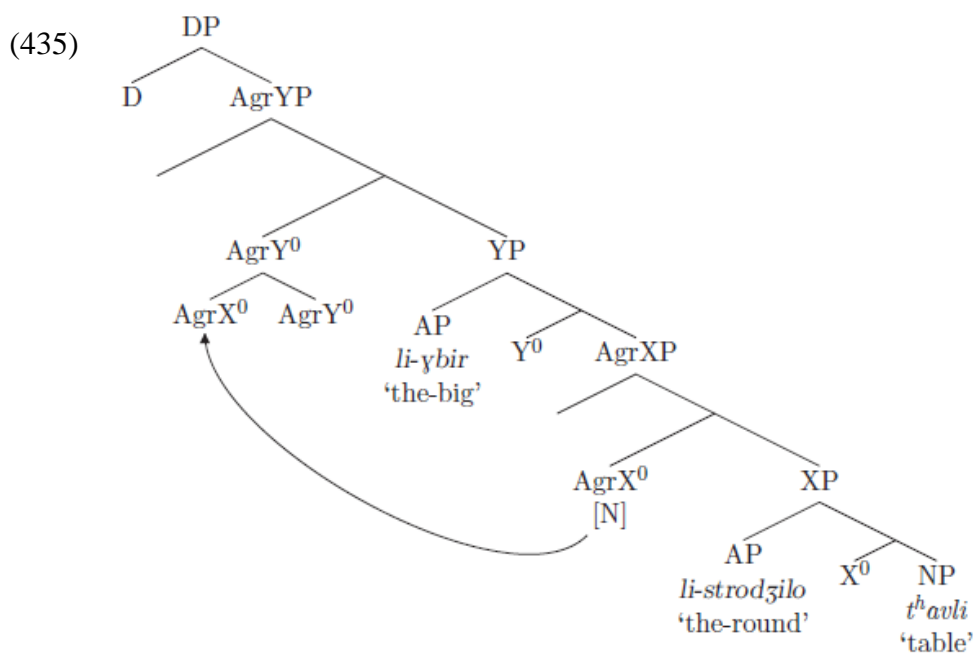 (435)
DP
D AgrYP
AgrY⁰ YP
AgrX⁰ AgrY⁰
AP Y⁰ AgrXP
li-ɣbir
‘the-big’
AgrX⁰ XP
[N]
AP X⁰ NP
li-strodʒilo tʰavli
‘the-round’ ‘table’